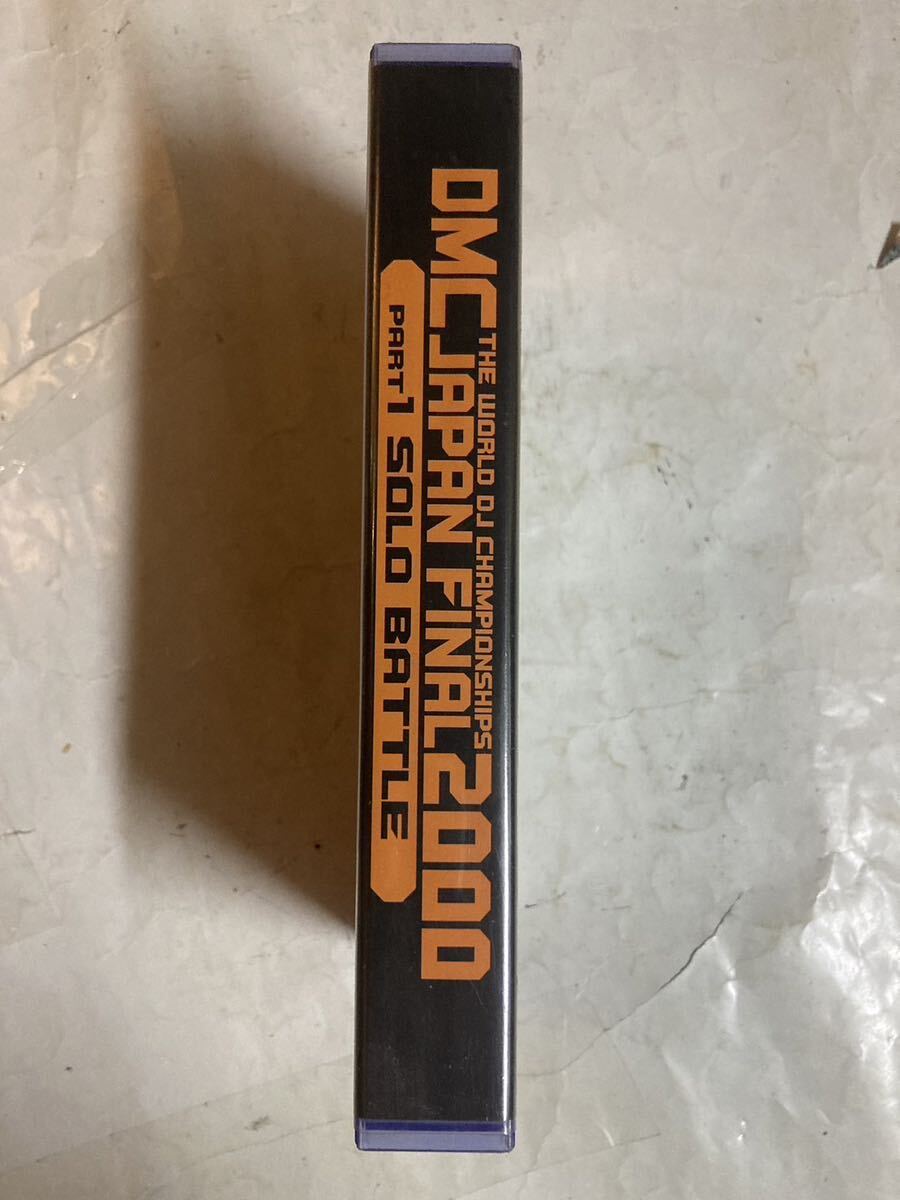 THE WORLD DJ CHAMPIONSHIPS
DMC JAPAN FINAL 2000
PART 1 SOLO BATTLE